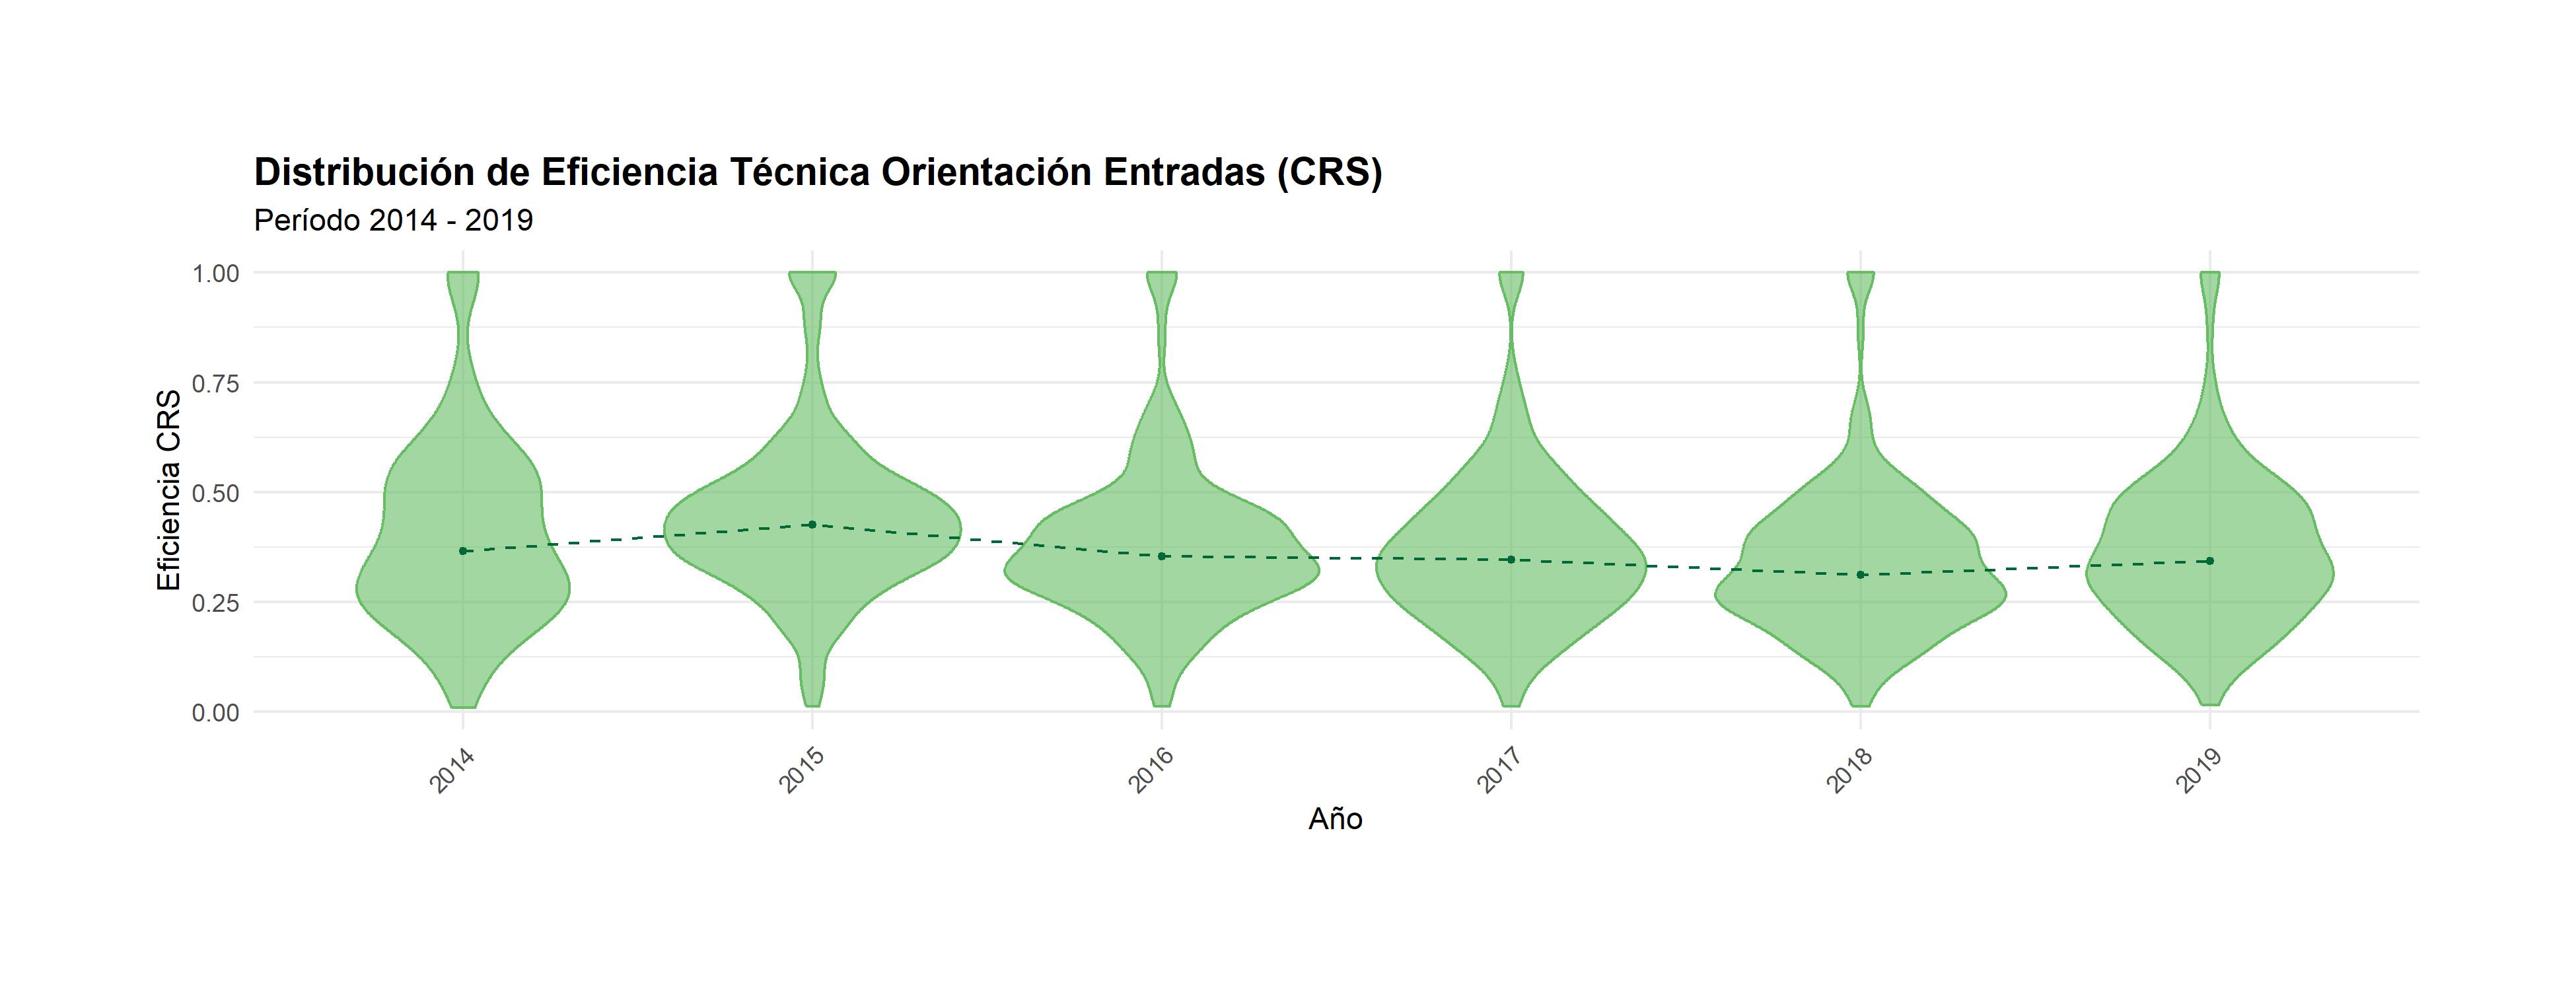 Distribución de Eficiencia Técnica Orientación Entradas (CRS)
Período 2014 - 2019
Eficiencia CRS
1.00
0.75
0.50
0.25
0.00
2014
2015
2016
2017
2018
2019
Año